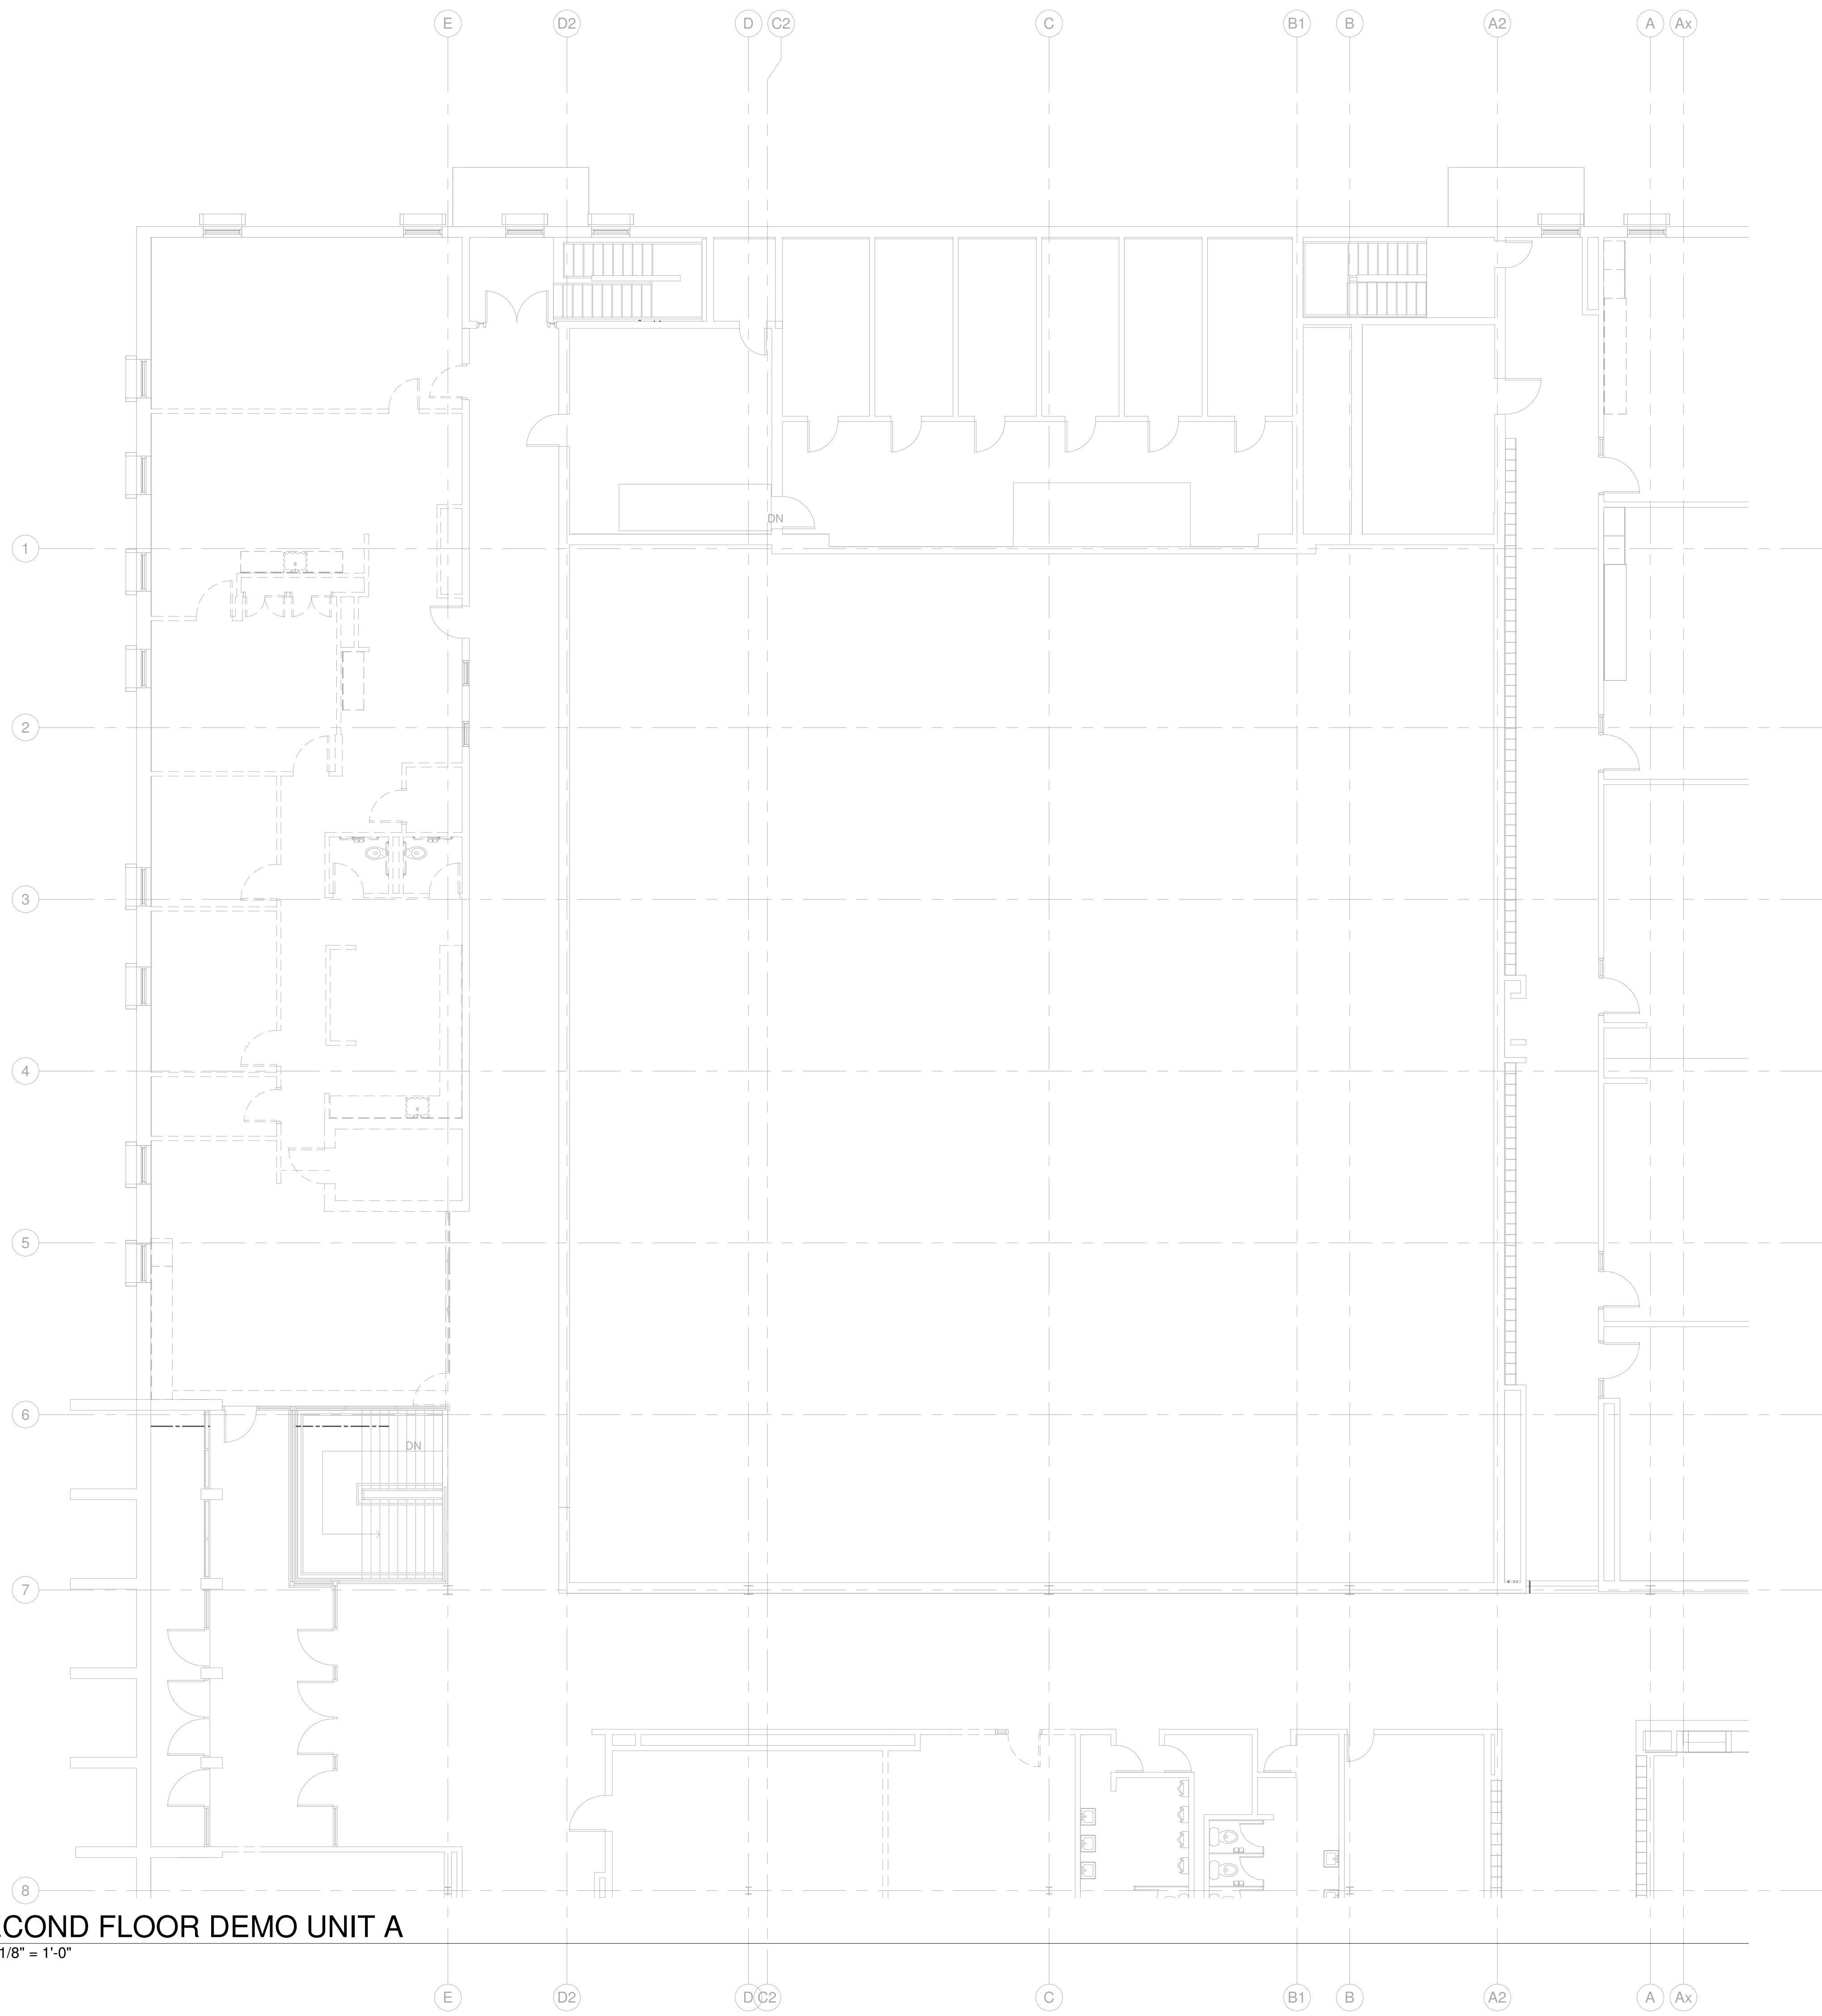 E D2 D C2 C B1 B A2 A Ax
DN
1
2
3
4
5
6
DN
7
8
COND FLOOR DEMO UNIT A
1/8" = 1'-0"
E D2 D C2 C B1 B A2 A Ax